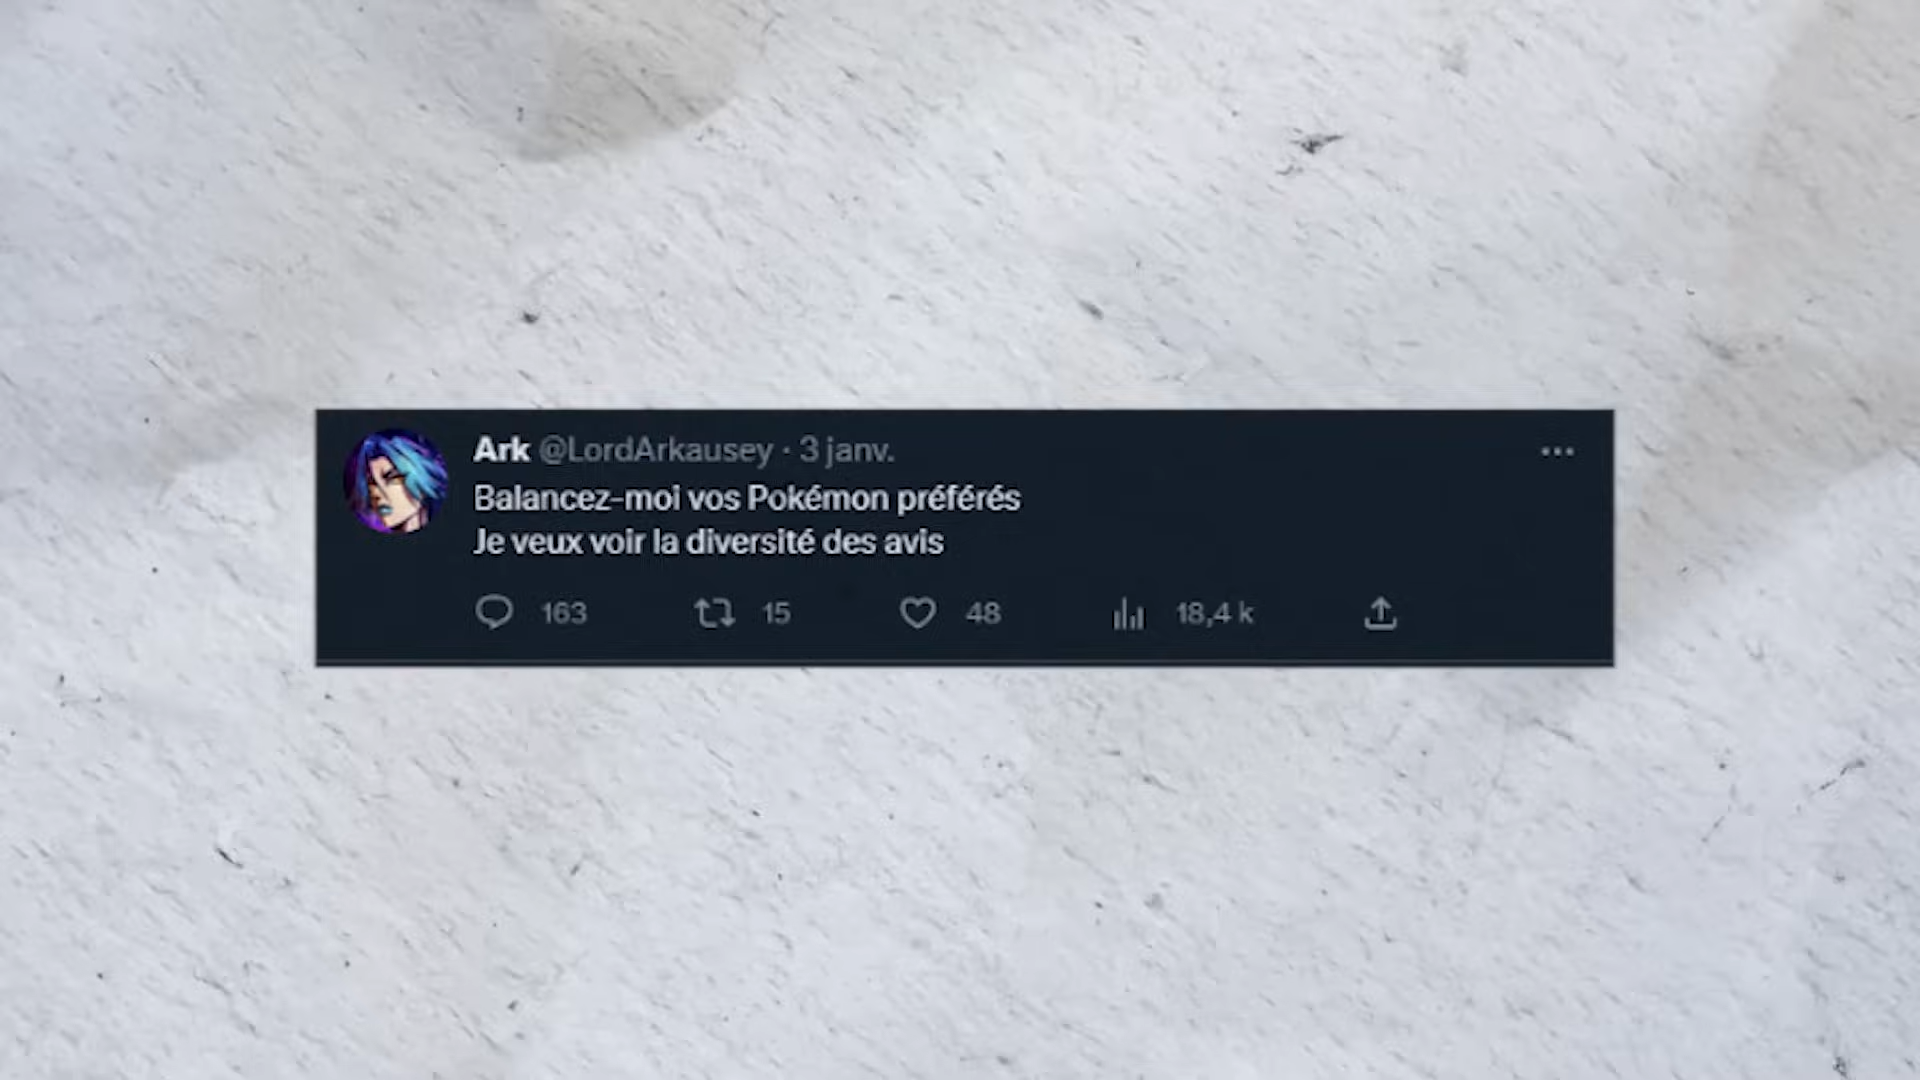 Ark @LordArkausey · 3 janv.
Balancez-moi vos Pokémon préférés
Je veux voir la diversité des avis
163 15 48 18,4 k